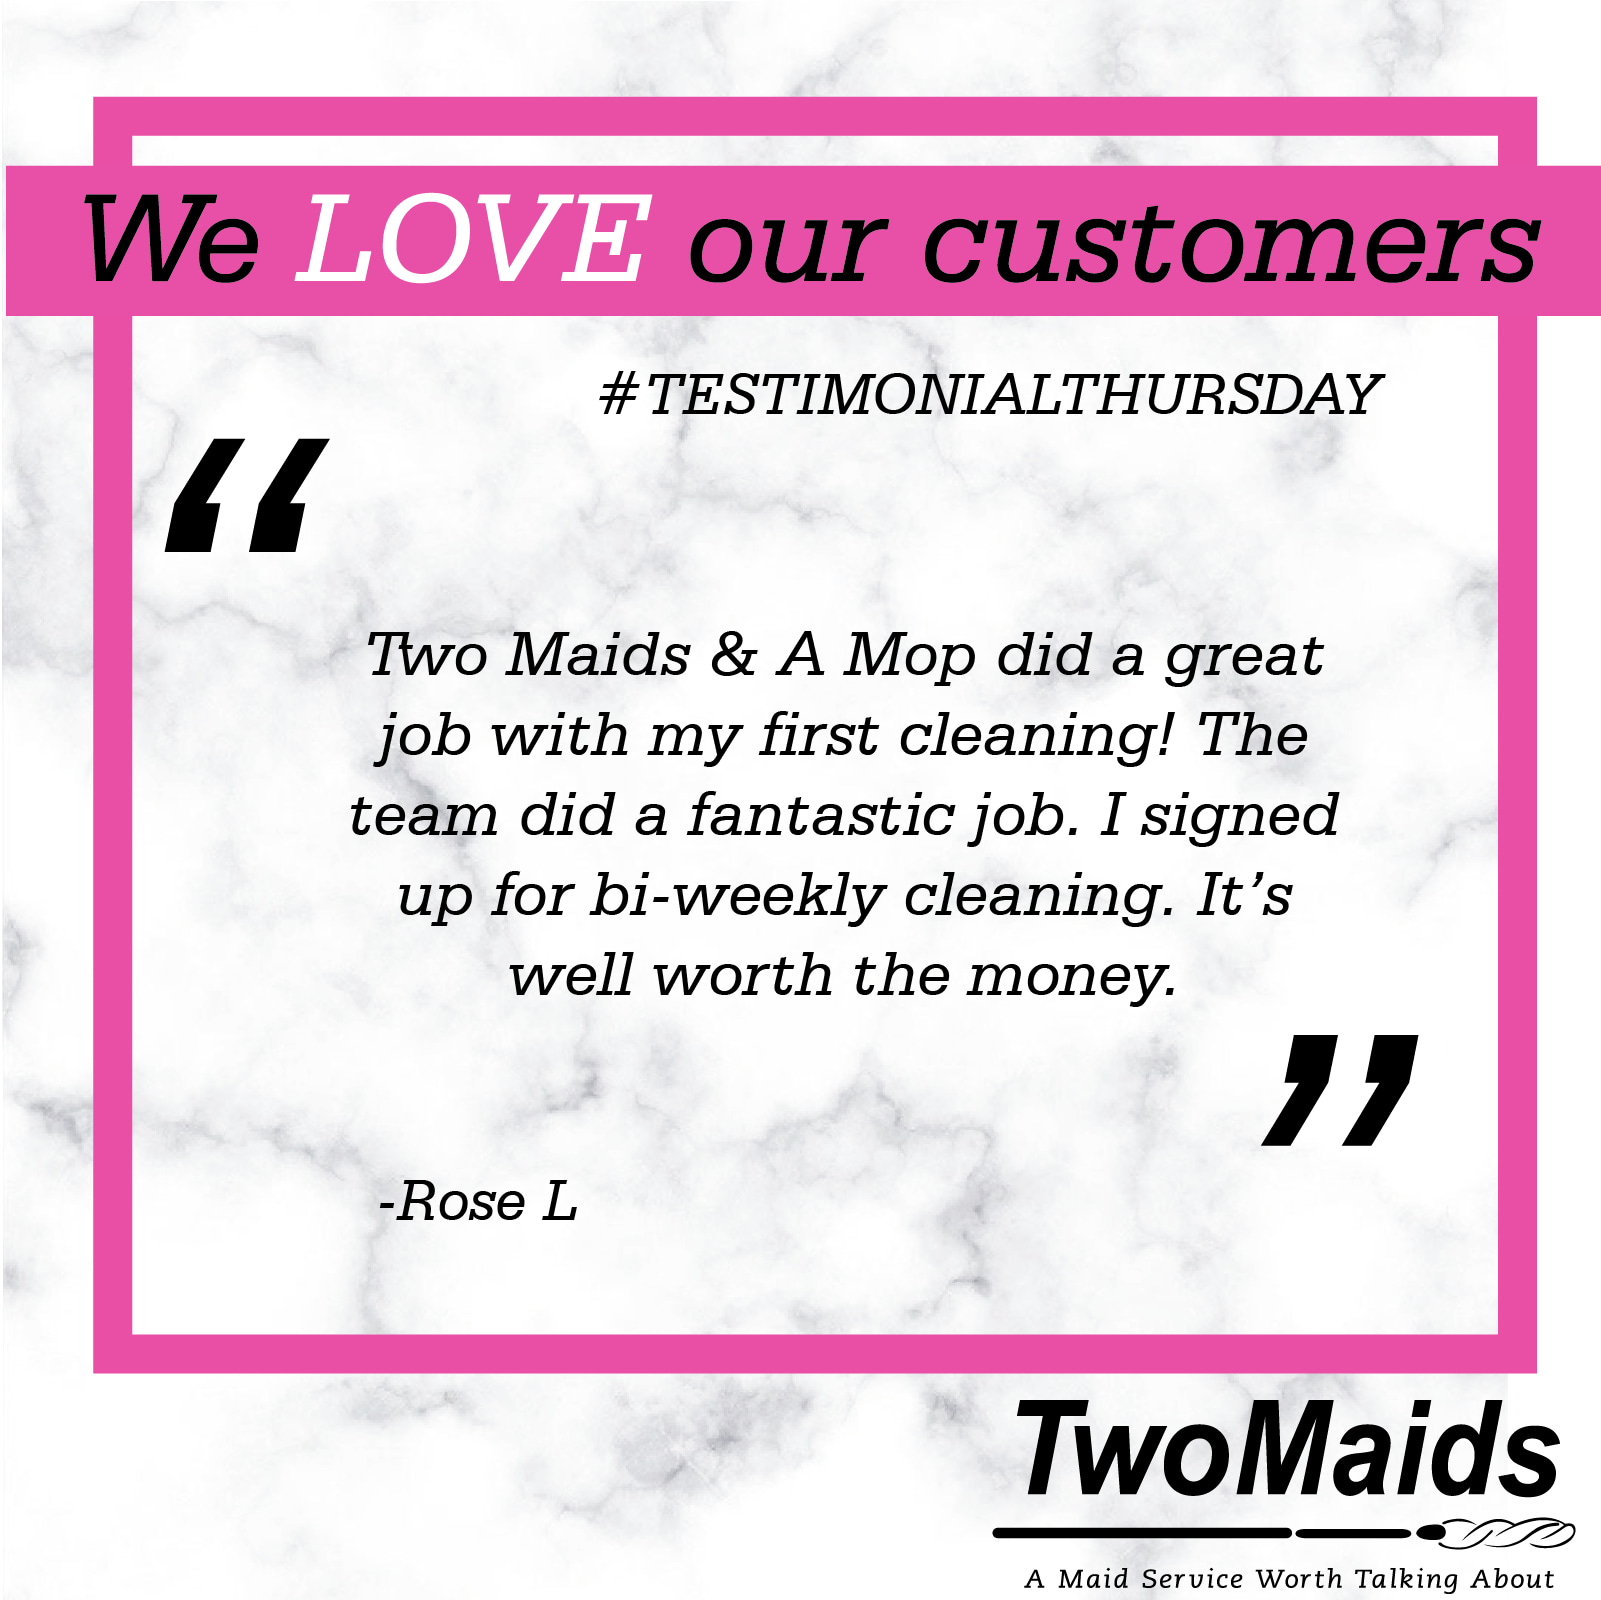 We LOVE our customers
#TESTIMONIALTHURSDAY
“
Two Maids & A Mop did a great
job with my first cleaning! The
team did a fantastic job. I signed
up for bi-weekly cleaning. It’s
well worth the money.
”
-Rose L
TwoMaids
A Maid Service Worth Talking About